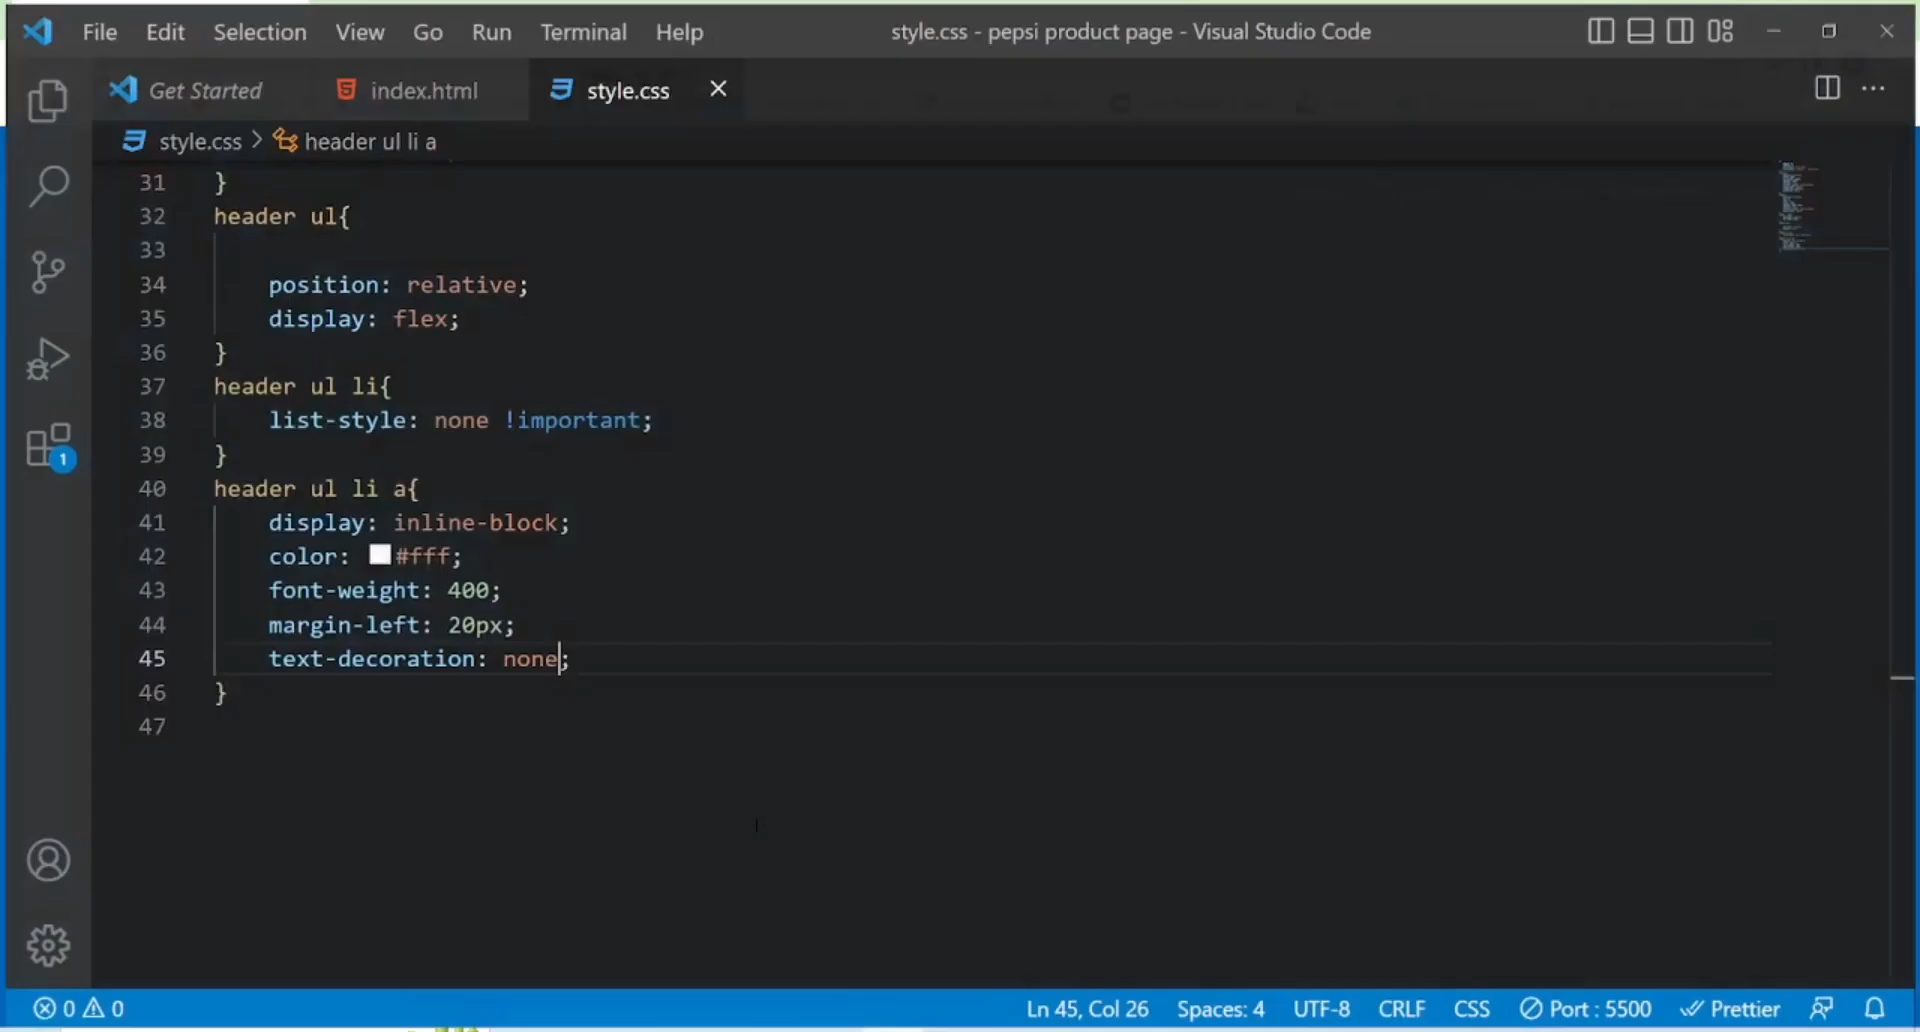 File Edit Selection View Go Run Terminal Help style.css - pepsi product page - Visual Studio Code
Get Started index.html style.css
style.css > header ul li a
31 }
32 header ul{
33
34 position: relative;
35 display: flex;
36 }
37 header ul li{
38 list-style: none !important;
39 }
40 header ul li a{
41 display: inline-block;
42 color: #fff;
43 font-weight: 400;
44 margin-left: 20px;
45 text-decoration: none;
46 }
47
1
0 0 Ln 45, Col 26 Spaces: 4 UTF-8 CRLF CSS Port : 5500 Prettier